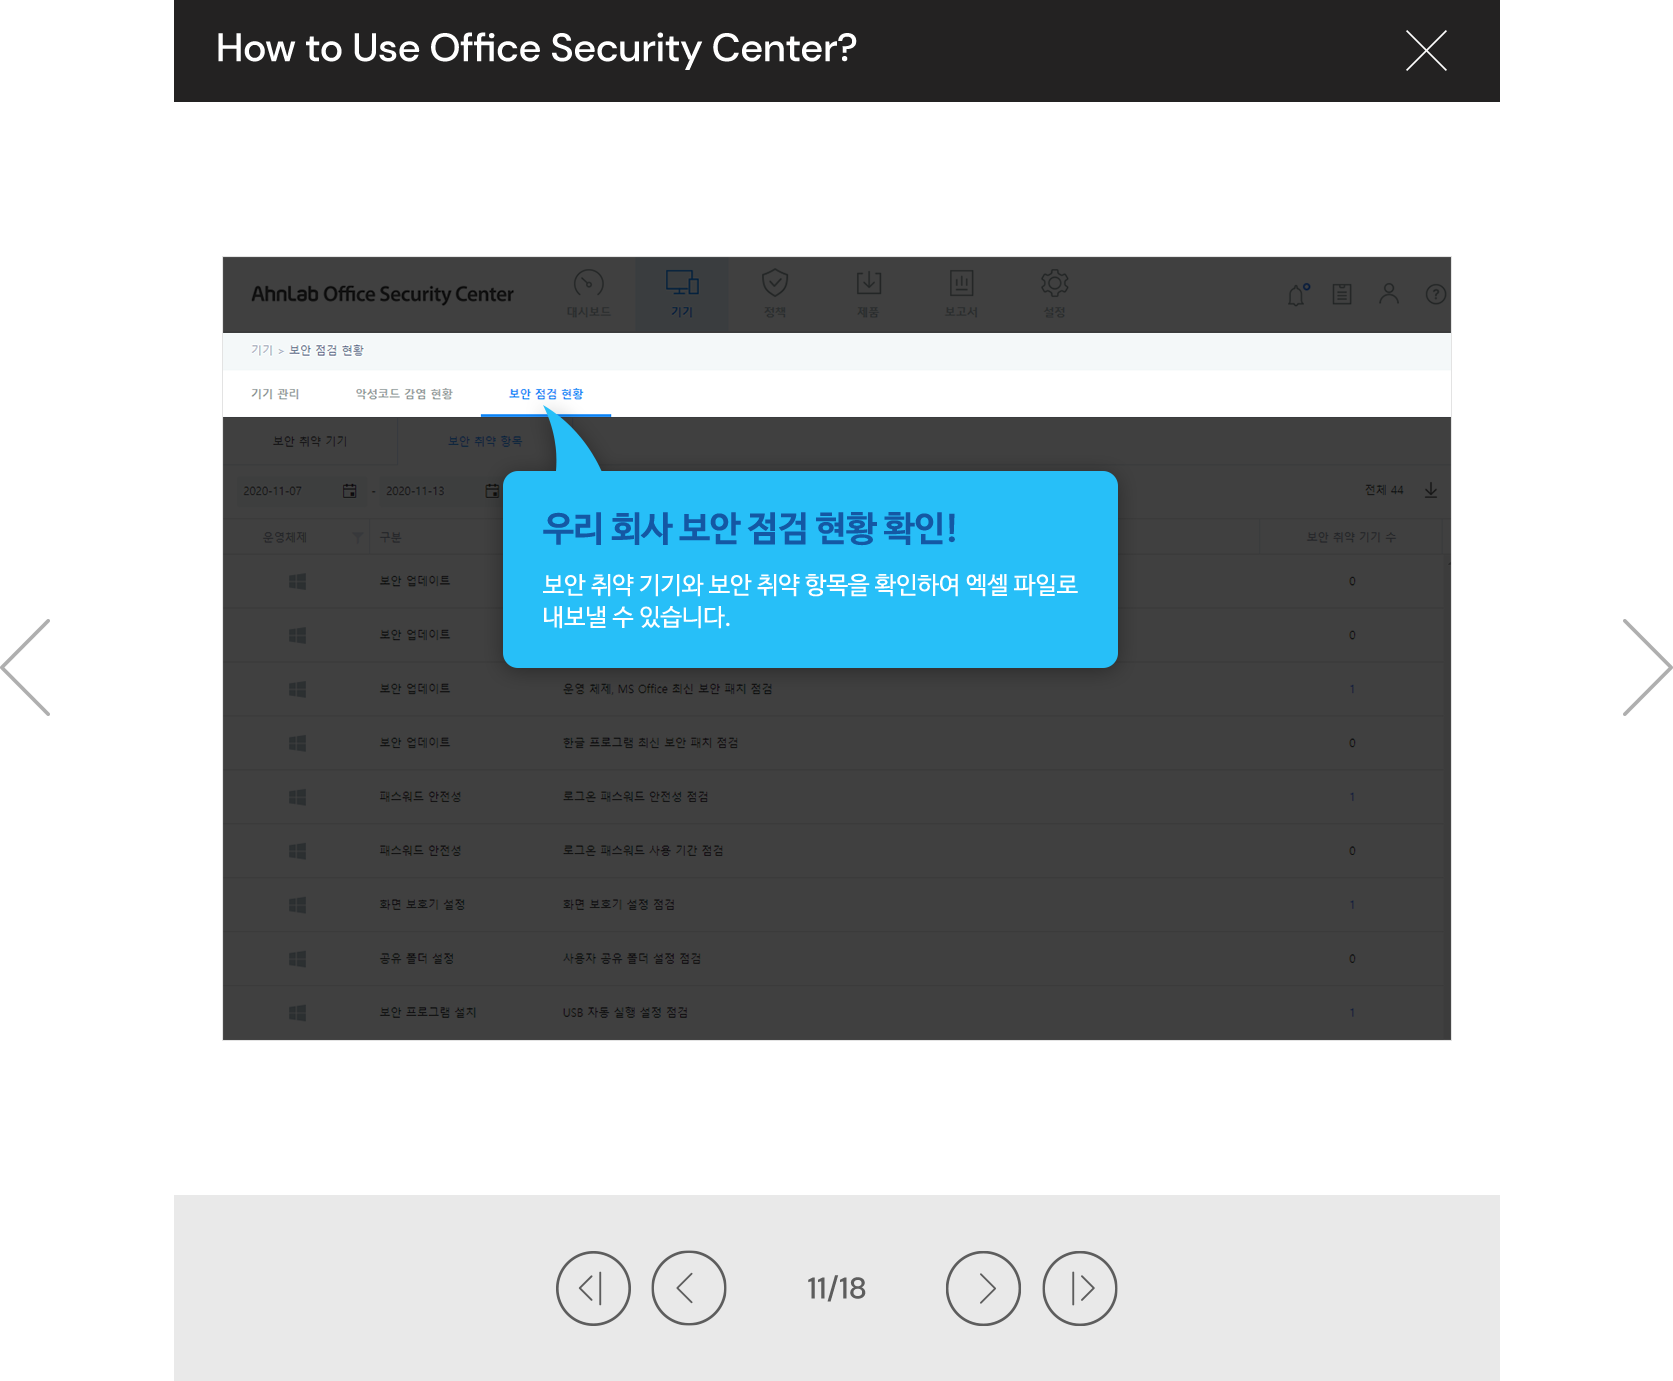 How to Use Office Security Center?
AhnLab Office Security Center
대시보드
기기
정책
제품
보고서
설정
기기 > 보안 점검 현황
기기 관리
악성코드 감염 현황
보안 점검 현황
보안 취약 기기
보안 취약 항목
2020-11-07 - 2020-11-13
전체 44
운영체제
구분
보안 취약 기기 수
우리 회사 보안 점검 현황 확인!
보안 취약 기기와 보안 취약 항목을 확인하여 엑셀 파일로
내보낼 수 있습니다.
보안 업데이트 0
보안 업데이트 0
보안 업데이트 운영 체제, MS Office 최신 보안 패치 점검 1
보안 업데이트 한글 프로그램 최신 보안 패치 점검 0
패스워드 안전성 로그온 패스워드 안전성 점검 1
패스워드 안전성 로그온 패스워드 사용 기간 점검 0
화면 보호기 설정 화면 보호기 설정 점검 1
공유 폴더 설정 사용자 공유 폴더 설정 점검 0
보안 프로그램 설치 USB 자동 실행 설정 점검 1
11/18